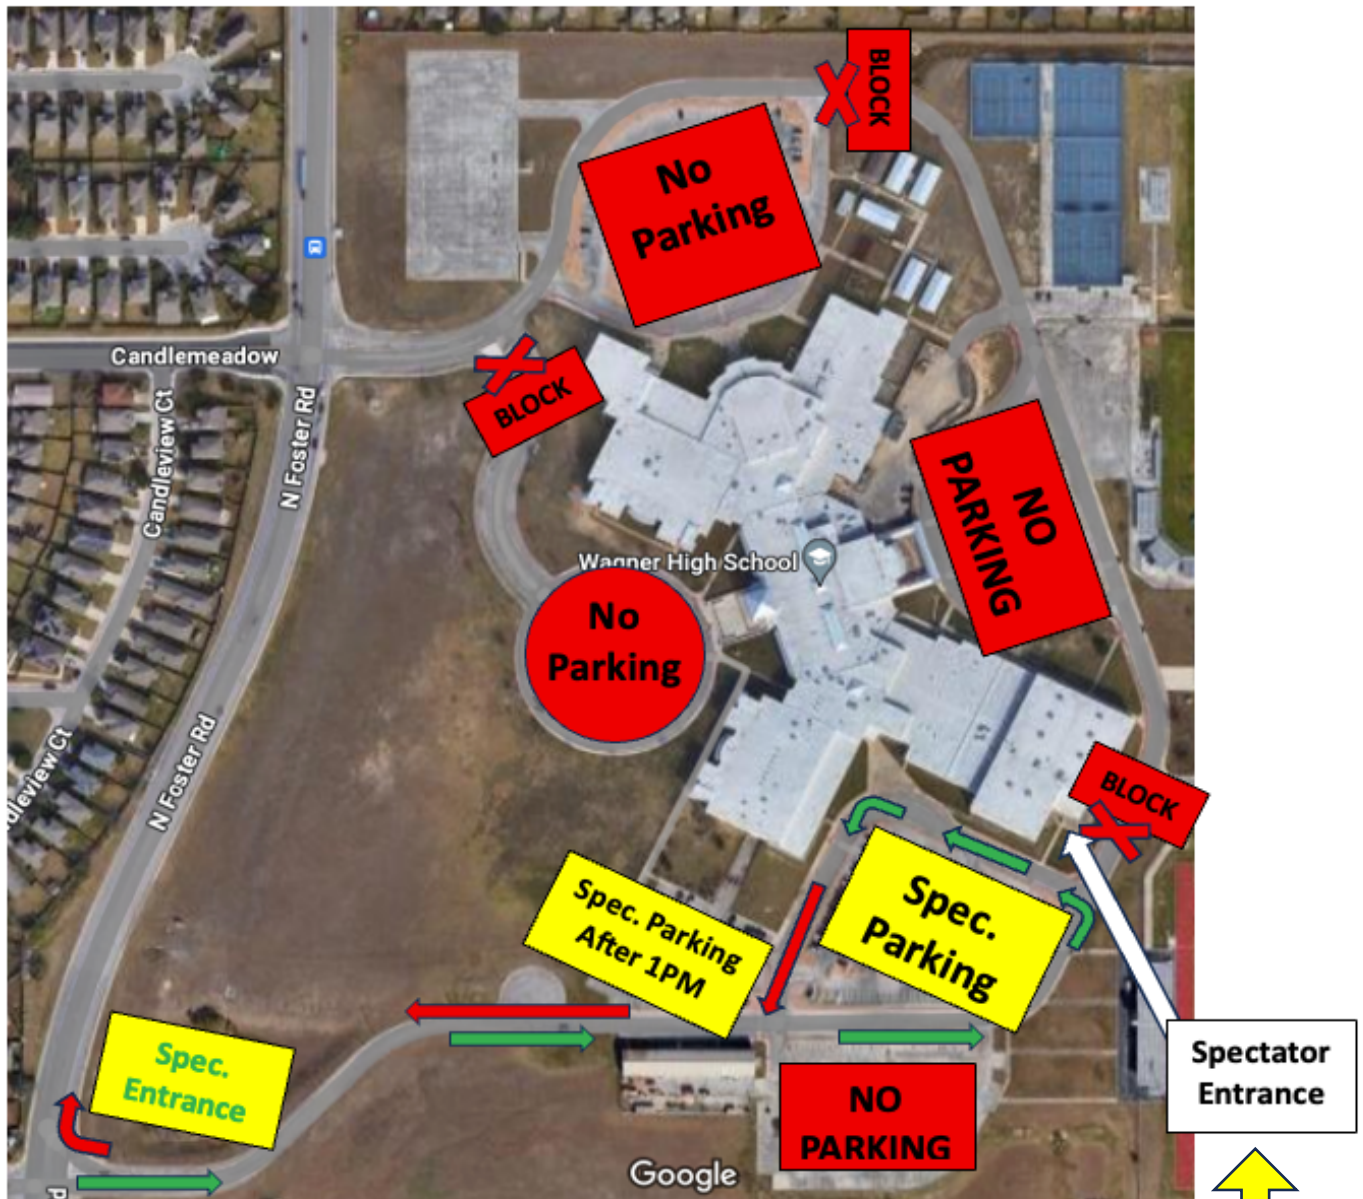 BLOCK
No
Parking
Candlemeadow
BLOCK
Candleview Ct
N Foster Rd
NO
PARKING
Wagner High School
No
Parking
N Foster Rd
dleview Ct
BLOCK
Spec. Parking
After 1PM
Spec.
Parking
Spec.
Entrance
Spectator
Entrance
NO
PARKING
Google
d